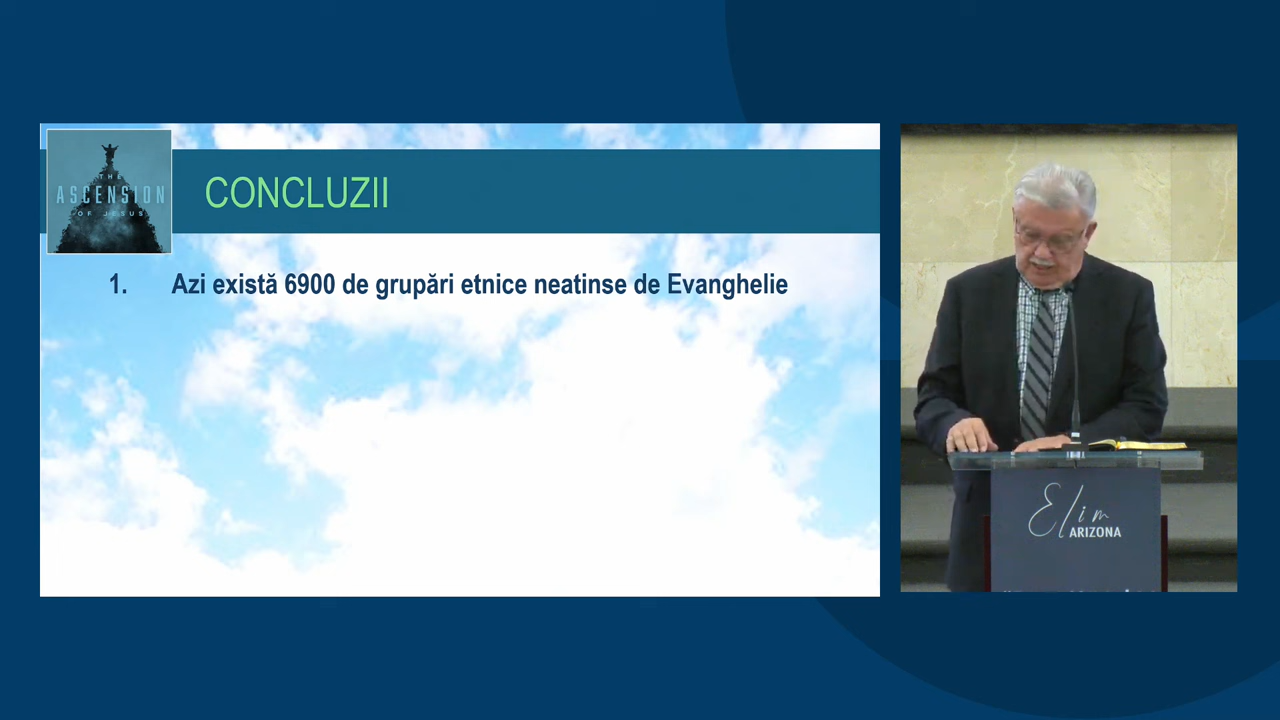 THE
ASCENSION
OF JESUS
CONCLUZII
1. Azi există 6900 de grupări etnice neatinse de Evanghelie
Elim
ARIZONA